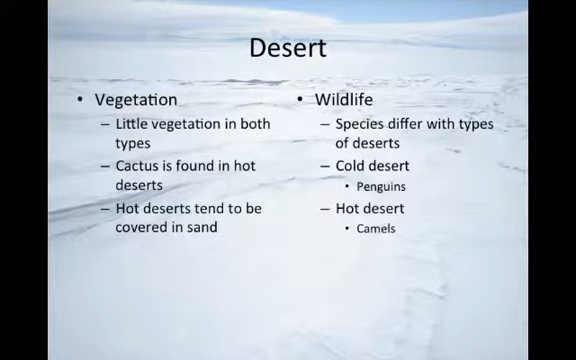 Desert
• Vegetation
– Little vegetation in both
types
– Cactus is found in hot
deserts
– Hot deserts tend to be
covered in sand
• Wildlife
– Species differ with types
of deserts
– Cold desert
• Penguins
– Hot desert
• Camels